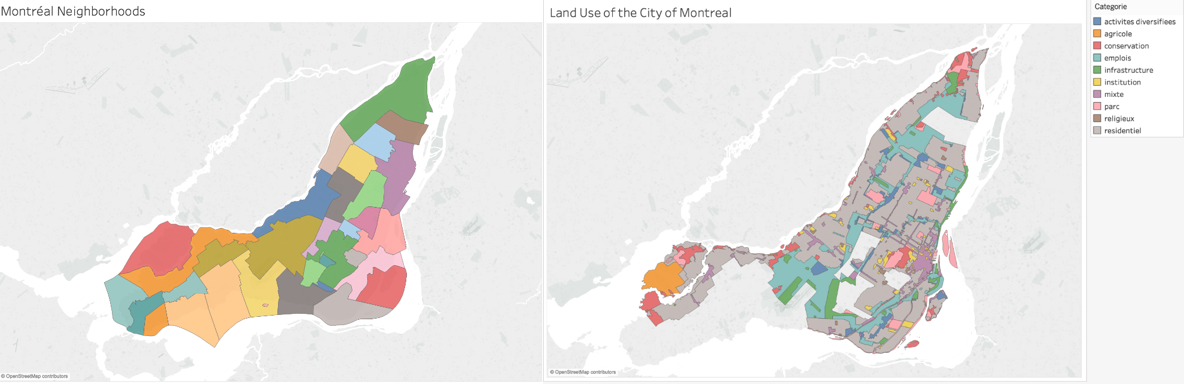 Montréal Neighborhoods
© OpenStreetMap contributors
Land Use of the City of Montreal
© OpenStreetMap contributors
Categorie
activites diversifiees
agricole
conservation
emplois
infrastructure
institution
mixte
parc
religieux
residentiel